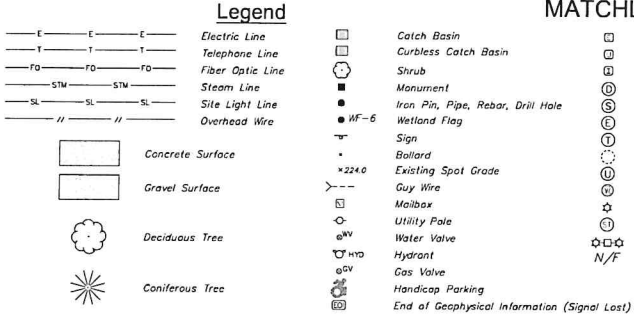 Legend
MATCHL
E E E Electric Line
T T T Telephone Line
FO FO FO Fiber Optic Line
STM STM Steam Line
SL SL SL Site Light Line
// // Overhead Wire
Concrete Surface
Gravel Surface
Deciduous Tree
Coniferous Tree
Catch Basin
Curbless Catch Basin
Shrub
Monument
Iron Pin, Pipe, Rebar, Drill Hole
WF-6 Wetland Flag
Sign
Bollard
×224.0 Existing Spot Grade
Guy Wire
Mailbox
Utility Pole
WV Water Valve
HYD Hydrant
GV Gas Valve
Handicap Parking
EOI End of Geophysical Information (Signal Lost)
D
S
E
T
U
W
ST
N/F